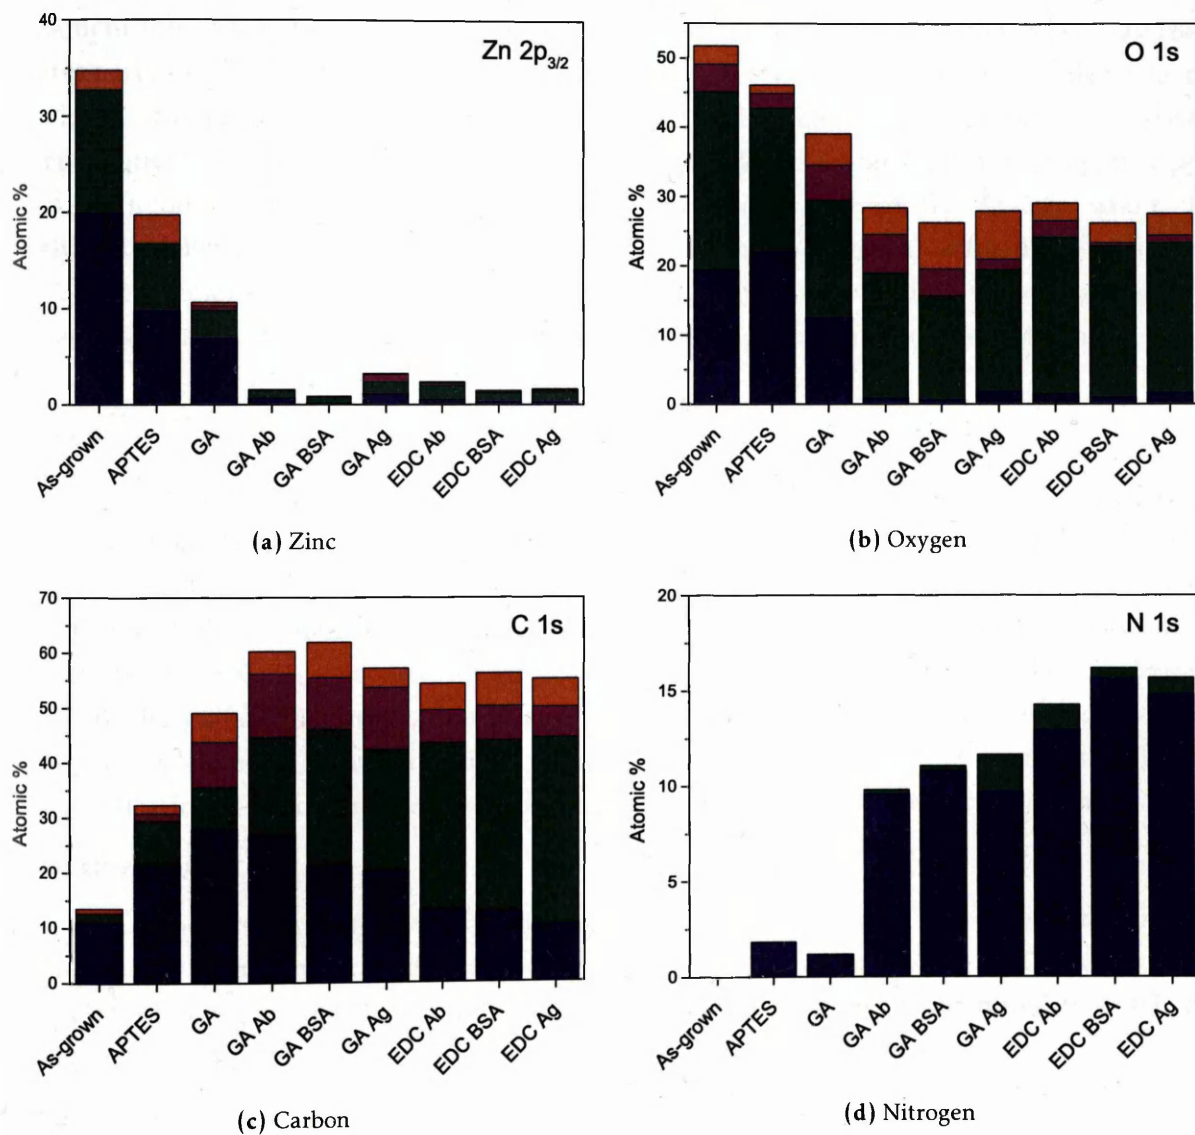 Zn 2p3/2
Atomic %
40
30
20
10
0
As-grown
APTES
GA
GA Ab
GA BSA
GA Ag
EDC Ab
EDC BSA
EDC Ag
(a) Zinc
O 1s
Atomic %
50
40
30
20
10
0
As-grown
APTES
GA
GA Ab
GA BSA
GA Ag
EDC Ab
EDC BSA
EDC Ag
(b) Oxygen
C 1s
Atomic %
70
60
50
40
30
20
10
0
As-grown
APTES
GA
GA Ab
GA BSA
GA Ag
EDC Ab
EDC BSA
EDC Ag
(c) Carbon
N 1s
Atomic %
20
15
10
5
0
As-grown
APTES
GA
GA Ab
GA BSA
GA Ag
EDC Ab
EDC BSA
EDC Ag
(d) Nitrogen